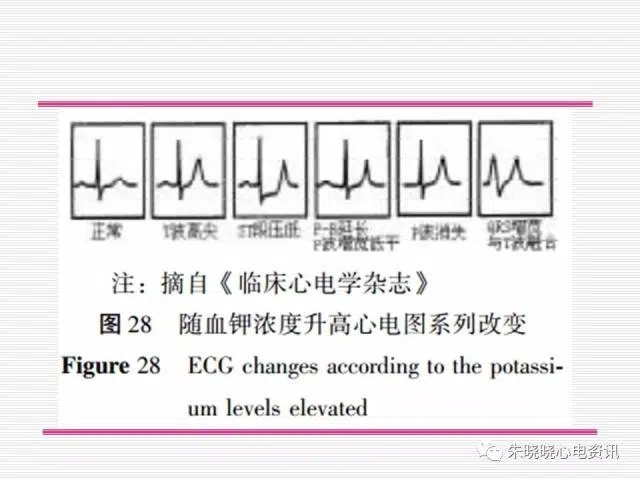 正常
T波高尖
ST段压低
P-R延长
P波增宽低平
P波消失
QRS增宽
与T波融合
注：摘自《临床心电学杂志》
图 28 随血钾浓度升高心电图系列改变
Figure 28 ECG changes according to the potassi-
um levels elevated
朱晓晓心电资讯